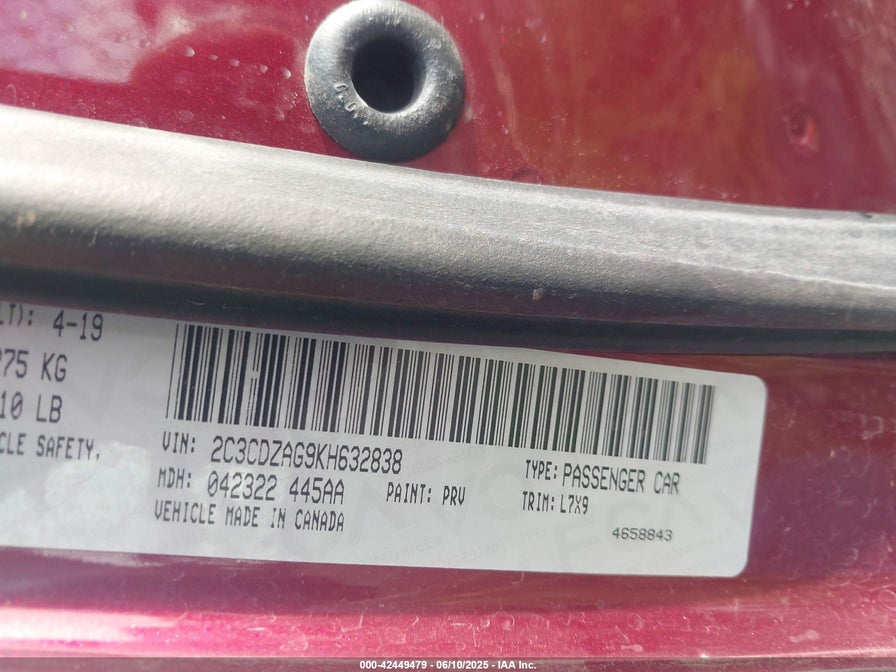 LT): 4-19
275 KG
10 LB
CLE SAFETY,
VIN: 2C3CDZAG9KH632838
TYPE: PASSENGER CAR
MDH: 042322 445AA
PAINT: PRV
TRIM: L7X9
VEHICLE MADE IN CANADA
4658843
000-42449479 - 06/10/2025 - IAA Inc.